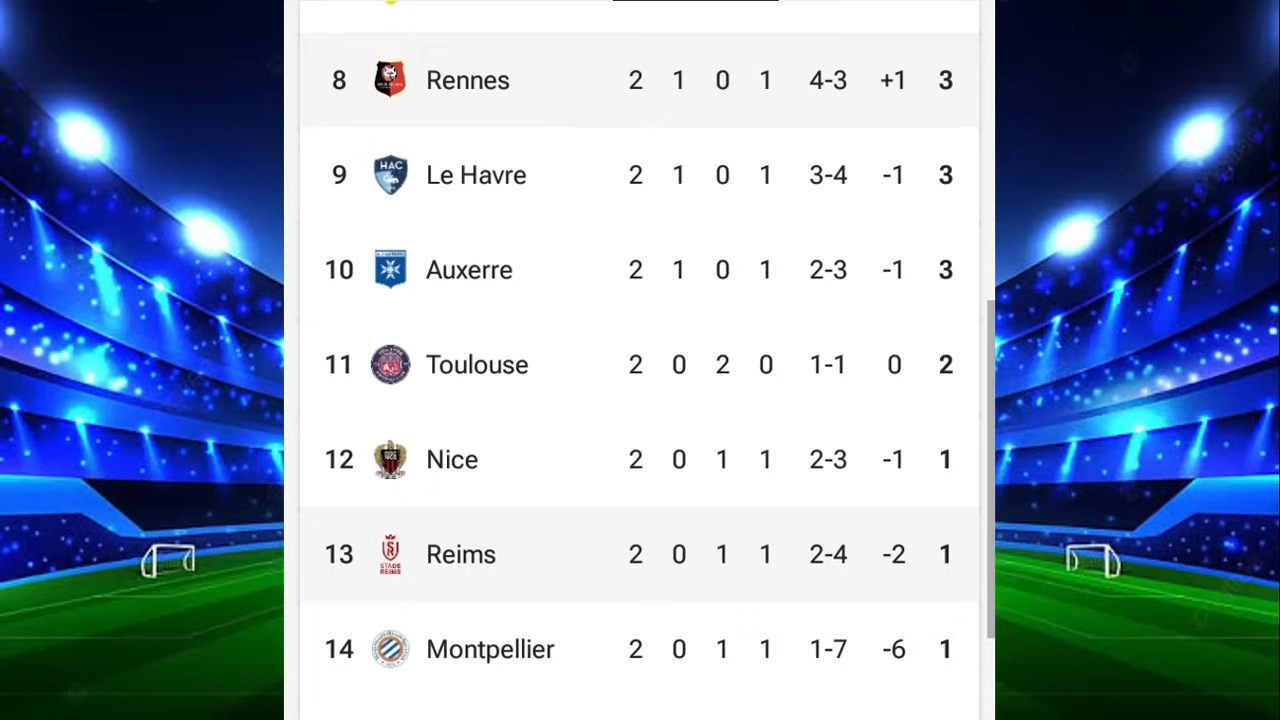 8 Rennes 2 1 0 1 4-3 +1 3
HAC
9 Le Havre 2 1 0 1 3-4 -1 3
10 Auxerre 2 1 0 1 2-3 -1 3
11 Toulouse 2 0 2 0 1-1 0 2
12 Nice 2 0 1 1 2-3 -1 1
13 Reims 2 0 1 1 2-4 -2 1
STADE
REIMS
14 Montpellier 2 0 1 1 1-7 -6 1